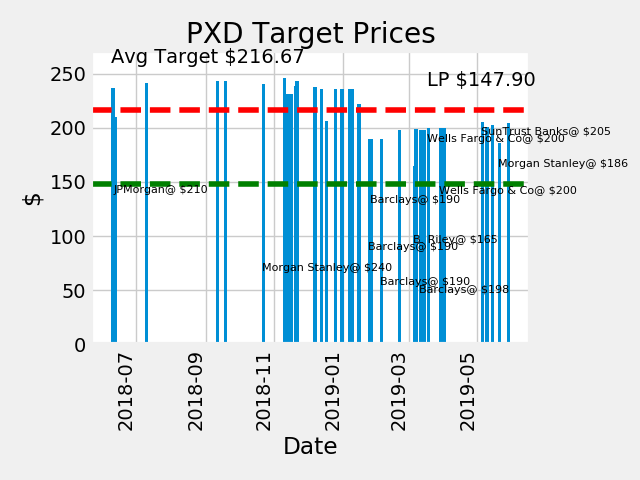 PXD Target Prices
Avg Target $216.67
LP $147.90
250
200
150
100
50
0
$
SunTrust Banks@ $205
Wells Fargo & Co@ $200
Morgan Stanley@ $186
JPMorgan@ $210
Wells Fargo & Co@ $200
Barclays@ $190
B. Riley@ $165
Barclays@ $190
Morgan Stanley@ $240
Barclays@ $190
Barclays@ $198
2018-07
2018-09
2018-11
2019-01
2019-03
2019-05
Date